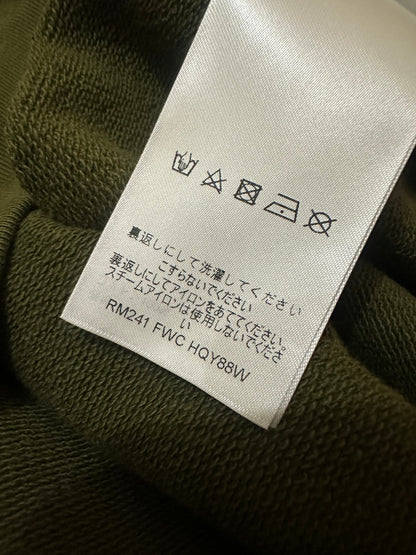 裏返しにして洗濯してください
こすらないでください
裏返しにしてアイロンをあててください。
スチームアイロンは使用しないでくださ
い
RM241 FWC HQY88W